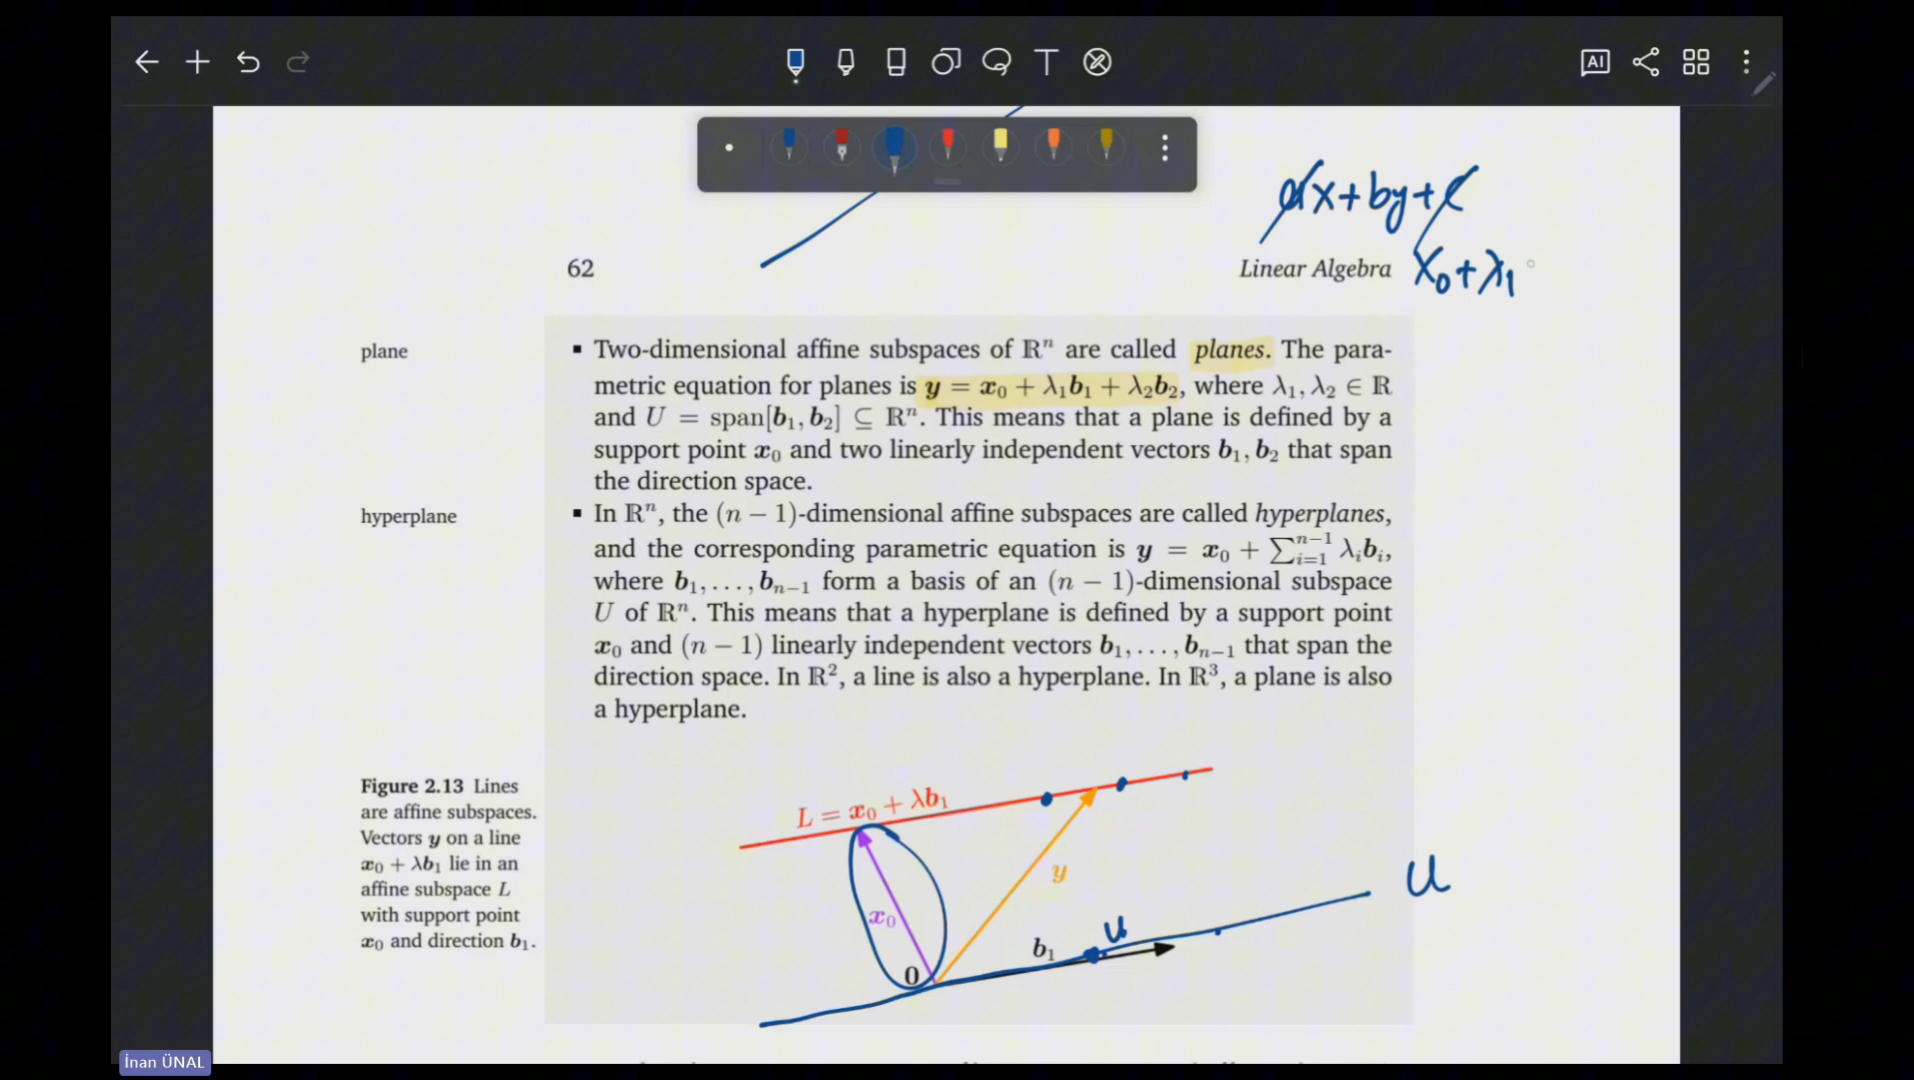 AI
ax+by+c
62
Linear Algebra
x₀+λ₁
plane
▪ Two-dimensional affine subspaces of ℝⁿ are called planes. The para-
metric equation for planes is y = x₀ + λ₁b₁ + λ₂b₂, where λ₁, λ₂ ∈ ℝ
and U = span[b₁, b₂] ⊆ ℝⁿ. This means that a plane is defined by a
support point x₀ and two linearly independent vectors b₁, b₂ that span
the direction space.
hyperplane
▪ In ℝⁿ, the (n − 1)-dimensional affine subspaces are called hyperplanes,
and the corresponding parametric equation is y = x₀ + ∑ᵢ₌₁ⁿ⁻¹ λᵢbᵢ,
where b₁, . . . , bₙ₋₁ form a basis of an (n − 1)-dimensional subspace
U of ℝⁿ. This means that a hyperplane is defined by a support point
x₀ and (n − 1) linearly independent vectors b₁, . . . , bₙ₋₁ that span the
direction space. In ℝ², a line is also a hyperplane. In ℝ³, a plane is also
a hyperplane.
Figure 2.13 Lines
are affine subspaces.
Vectors y on a line
x₀ + λb₁ lie in an
affine subspace L
with support point
x₀ and direction b₁.
L = x₀ + λb₁
y
x₀
U
u
b₁
0
İnan ÜNAL